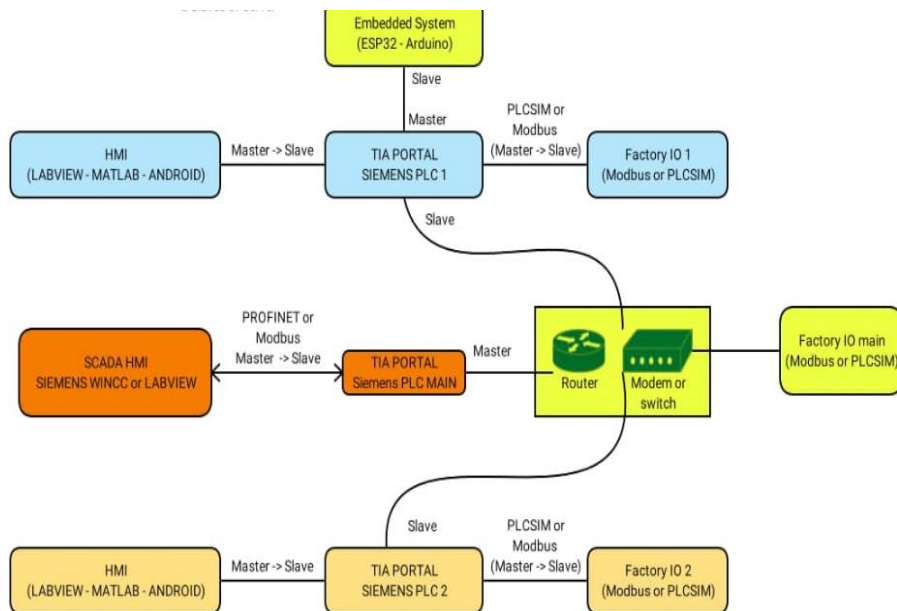 Embedded System
(ESP32 - Arduino)
Slave
Master
PLCSIM or
Modbus
(Master -> Slave)
HMI
(LABVIEW - MATLAB - ANDROID)
Master -> Slave
TIA PORTAL
SIEMENS PLC 1
Factory IO 1
(Modbus or PLCSIM)
Slave
PROFINET or
Modbus
Master -> Slave
SCADA HMI
SIEMENS WINCC or LABVIEW
TIA PORTAL
Siemens PLC MAIN
Master
Router
Modem or
switch
Factory IO main
(Modbus or PLCSIM)
Slave
PLCSIM or
Modbus
(Master -> Slave)
HMI
(LABVIEW - MATLAB - ANDROID)
Master -> Slave
TIA PORTAL
SIEMENS PLC 2
Factory IO 2
(Modbus or PLCSIM)